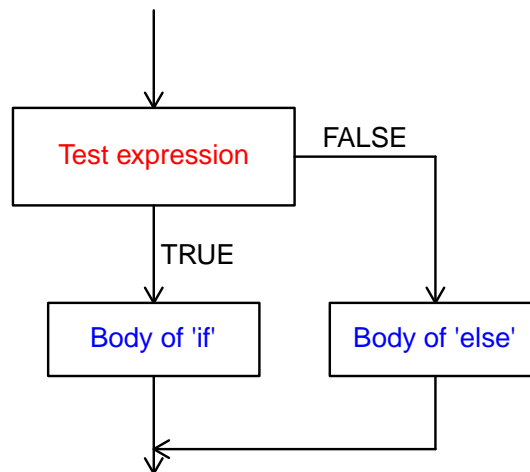 Test expression
FALSE
TRUE
Body of 'if'
Body of 'else'